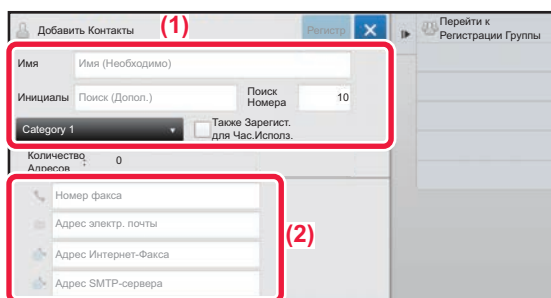 Добавить Контакты
(1)
Регистр
Перейти к
Регистрации Группы
Имя
Имя (Необходимо)
Инициалы
Поиск (Допол.)
Поиск
Номера
10
Category 1
Также Зарегист.
для Час.Исполз.
Количество
Адресов
:
0
Номер факса
Адрес электр. почты
(2)
Адрес Интернет-Факса
Адрес SMTP-сервера